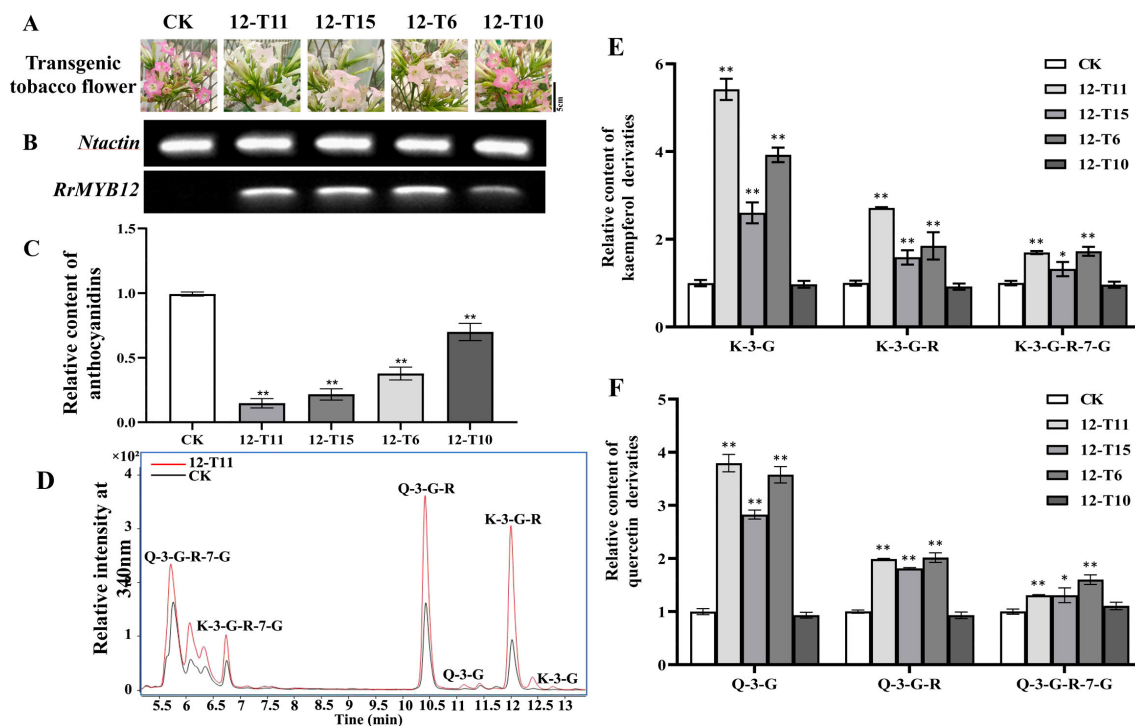 A
CK 12-T11 12-T15 12-T6 12-T10
Transgenic
tobacco flower
5cm
B
Ntactin
RrMYB12
C
Relative content of
anthocyanidins
1.0
0.5
0.0
** ** ** **
CK 12-T11 12-T15 12-T6 12-T10
D
×10²
12-T11
CK
Relative intensity at
340nm
4
3
2
1
0
Q-3-G-R-7-G
K-3-G-R-7-G
Q-3-G-R
Q-3-G
K-3-G-R
K-3-G
5.5 6 6.5 7 7.5 8 8.5 9 9.5 10 10.5 11 11.5 12 12.5 13
Tine (min)
E
Relative content of
kaempferol derivaties
6
4
2
0
CK
12-T11
12-T15
12-T6
12-T10
** ** **
** ** **
** * **
K-3-G K-3-G-R K-3-G-R-7-G
F
Relative content of
quercetin derivaties
5
4
3
2
1
0
CK
12-T11
12-T15
12-T6
12-T10
** ** **
** ** **
** * **
Q-3-G Q-3-G-R Q-3-G-R-7-G